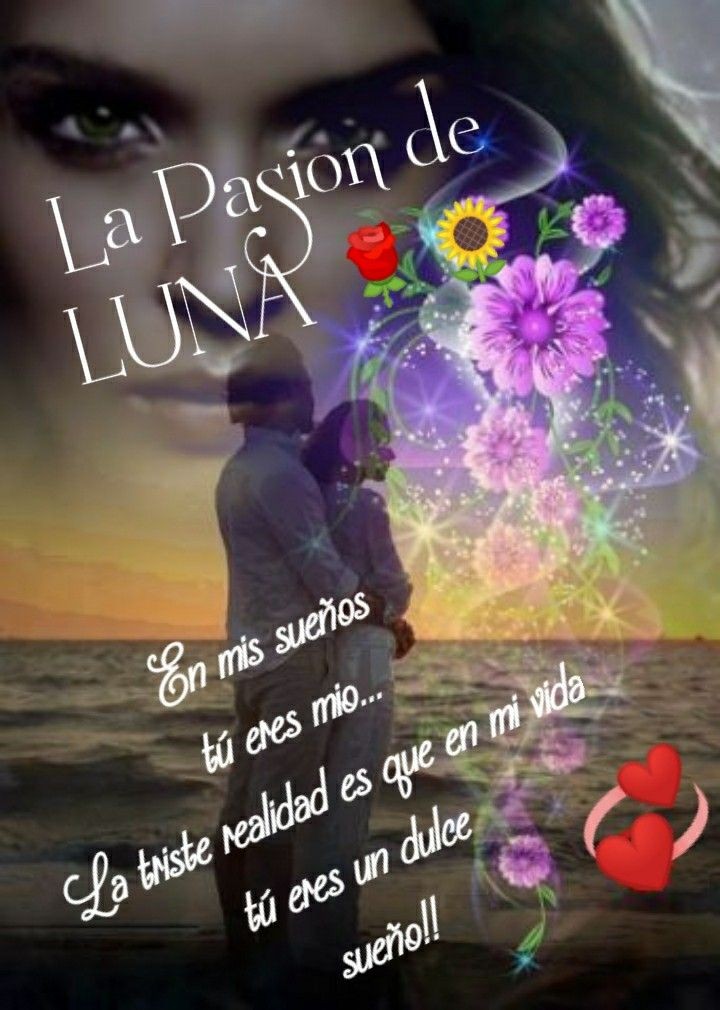 La Pasion de
LUNA
En mis sueños
tú eres mio...
La triste realidad es que en mi vida
tú eres un dulce
sueño!!